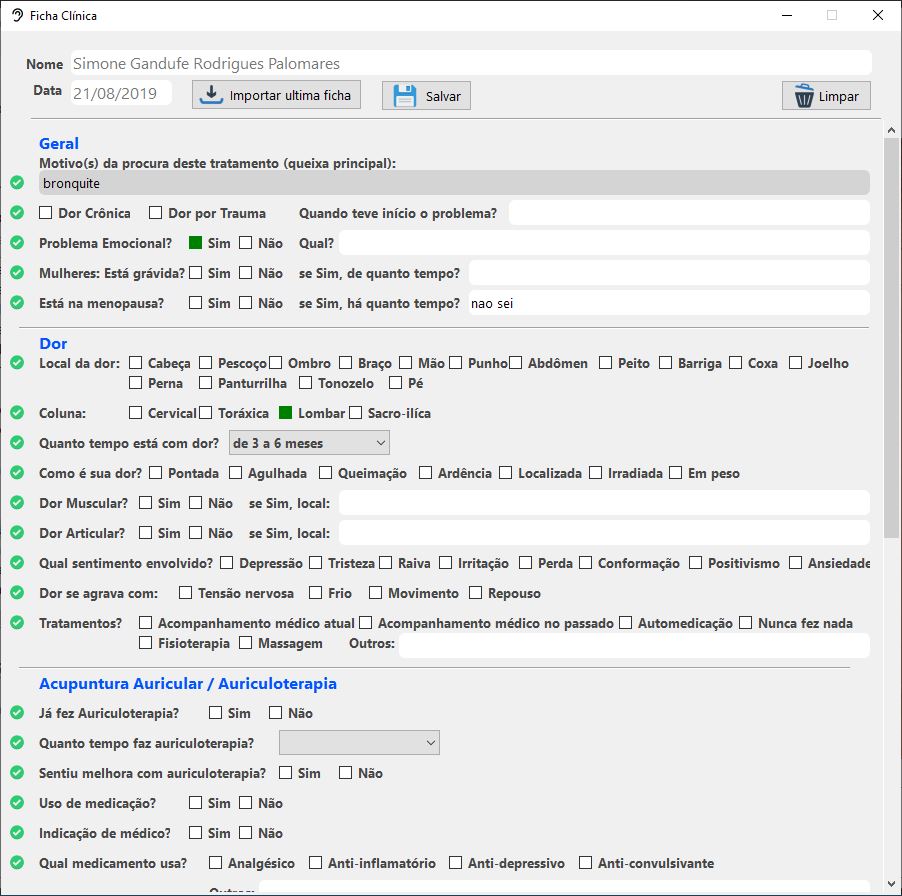 Ficha Clínica
Nome Simone Gandufe Rodrigues Palomares
Data 21/08/2019 Importar ultima ficha Salvar Limpar
Geral
Motivo(s) da procura deste tratamento (queixa principal):
bronquite
Dor Crônica Dor por Trauma Quando teve início o problema?
Problema Emocional? Sim Não Qual?
Mulheres: Está grávida? Sim Não se Sim, de quanto tempo?
Está na menopausa? Sim Não se Sim, há quanto tempo? nao sei
Dor
Local da dor: Cabeça Pescoço Ombro Braço Mão Punho Abdômen Peito Barriga Coxa Joelho
Perna Panturrilha Tonozelo Pé
Coluna: Cervical Toráxica Lombar Sacro-ilíca
Quanto tempo está com dor? de 3 a 6 meses
Como é sua dor? Pontada Agulhada Queimação Ardência Localizada Irradiada Em peso
Dor Muscular? Sim Não se Sim, local:
Dor Articular? Sim Não se Sim, local:
Qual sentimento envolvido? Depressão Tristeza Raiva Irritação Perda Conformação Positivismo Ansiedade
Dor se agrava com: Tensão nervosa Frio Movimento Repouso
Tratamentos? Acompanhamento médico atual Acompanhamento médico no passado Automedicação Nunca fez nada
Fisioterapia Massagem Outros:
Acupuntura Auricular / Auriculoterapia
Já fez Auriculoterapia? Sim Não
Quanto tempo faz auriculoterapia?
Sentiu melhora com auriculoterapia? Sim Não
Uso de medicação? Sim Não
Indicação de médico? Sim Não
Qual medicamento usa? Analgésico Anti-inflamatório Anti-depressivo Anti-convulsivante